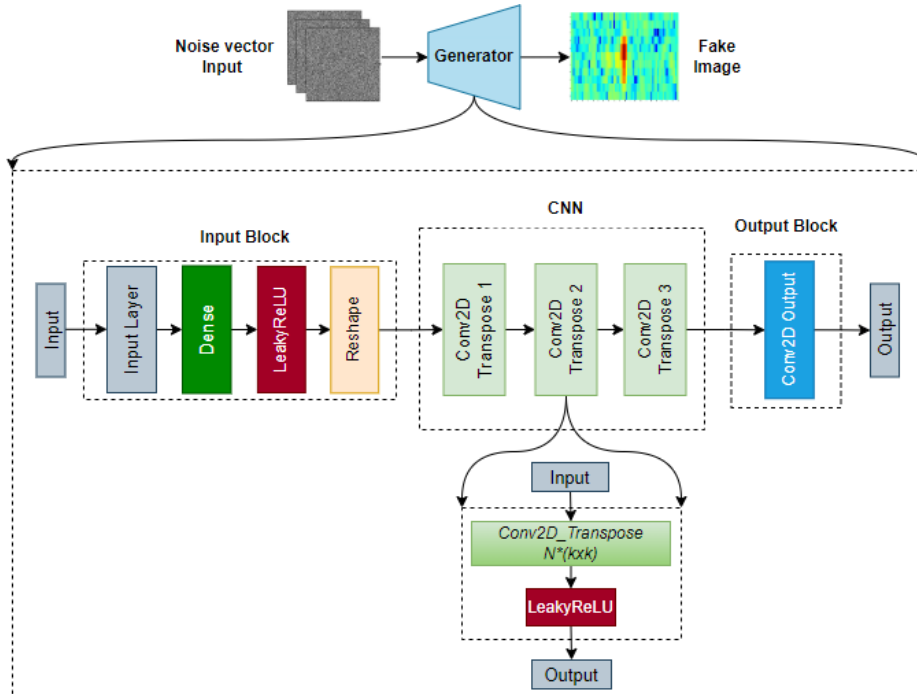 Noise vector
Input
Generator
Fake
Image
CNN
Input Block
Output Block
Input
Input Layer
Dense
LeakyReLU
Reshape
Conv2D
Transpose 1
Conv2D
Transpose 2
Conv2D
Transpose 3
Conv2D Output
Output
Input
Conv2D_Transpose
N*(kxk)
LeakyReLU
Output